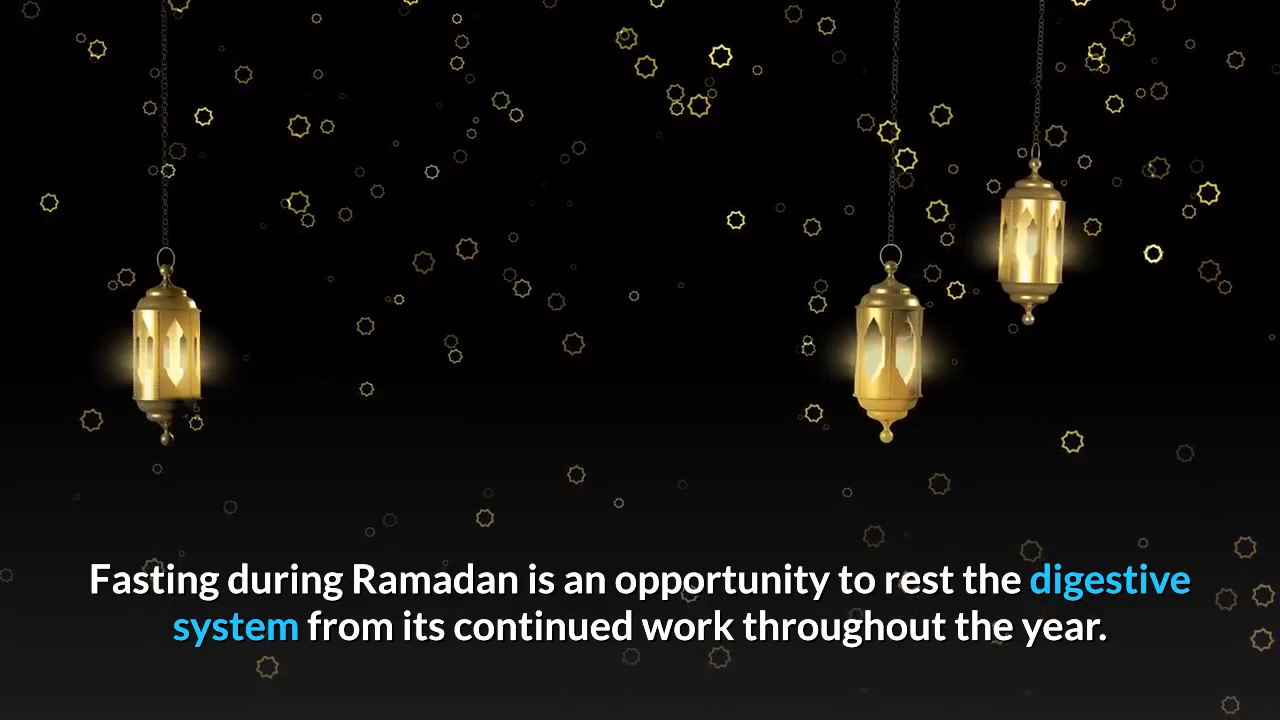 Fasting during Ramadan is an opportunity to rest the digestive
system from its continued work throughout the year.